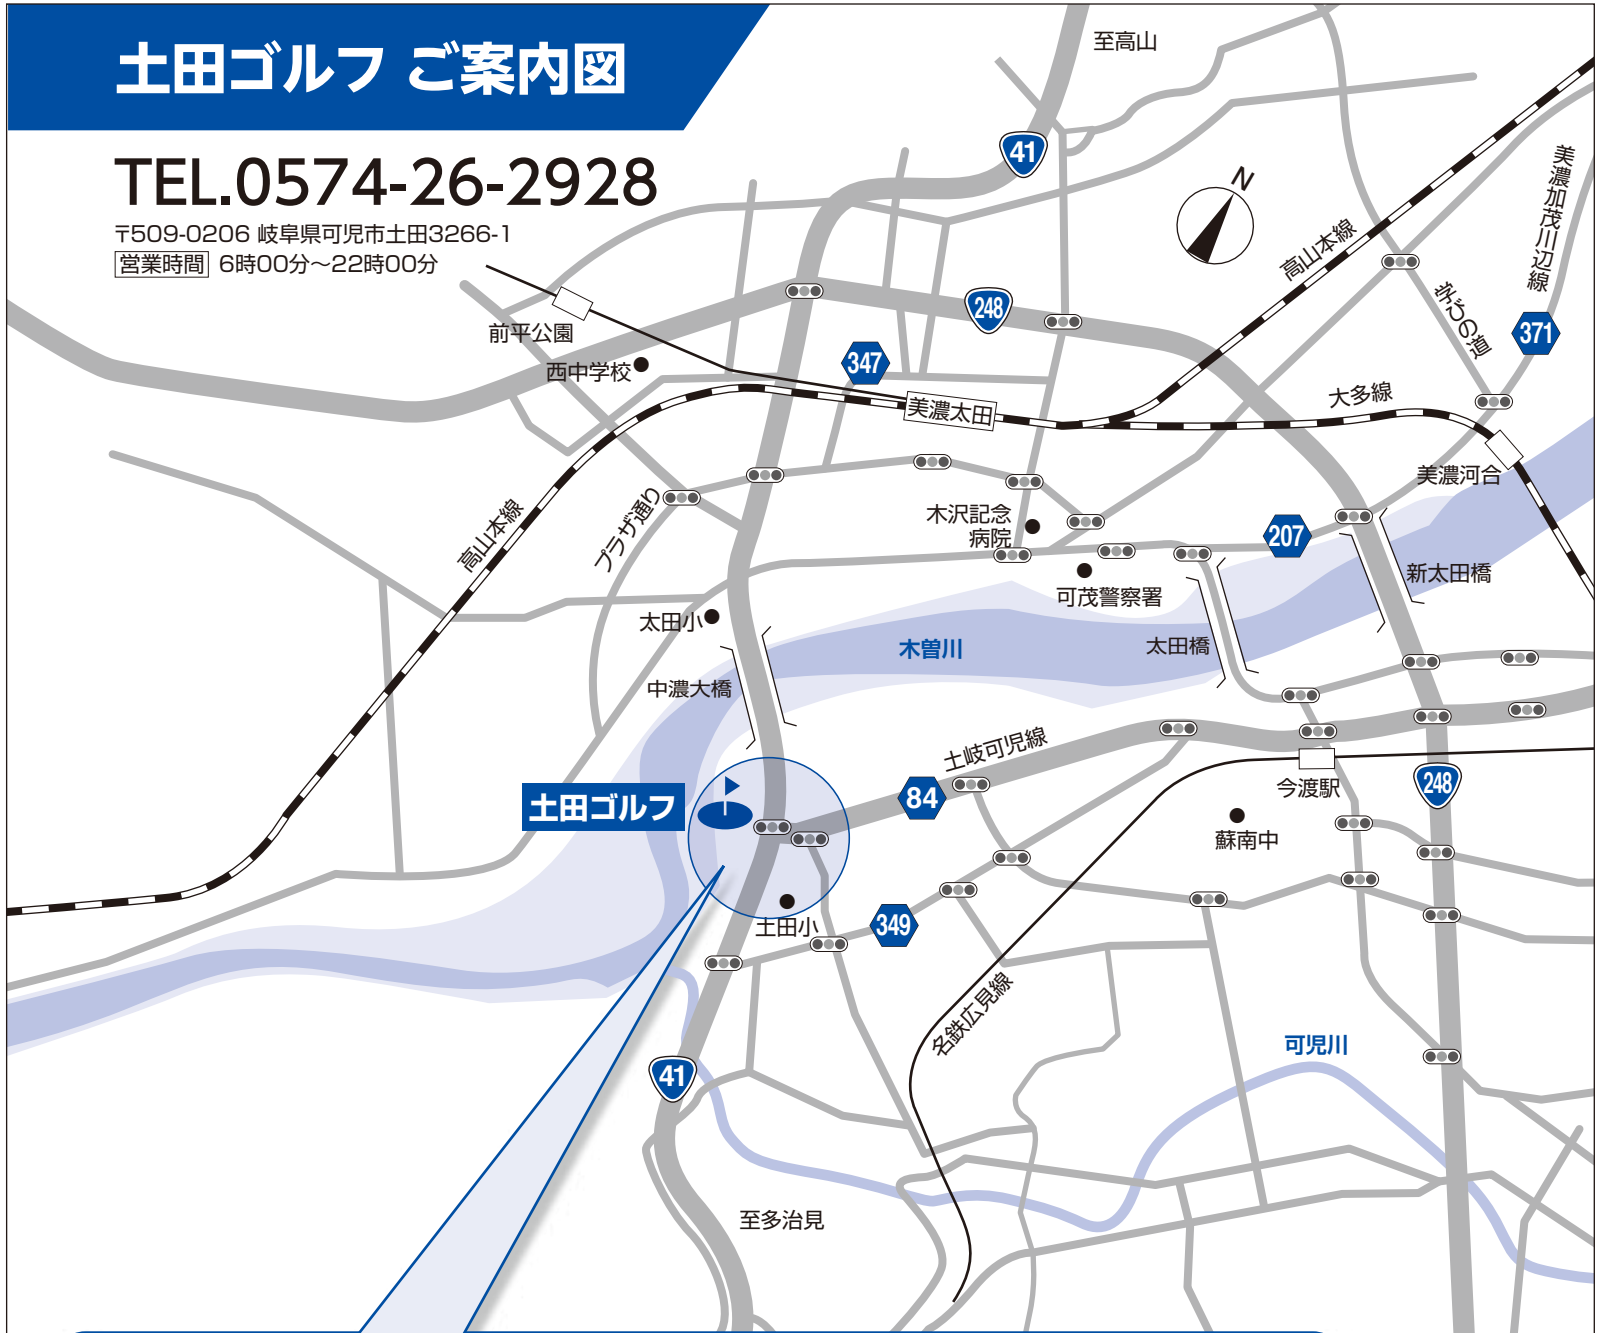 土田ゴルフ ご案内図
TEL.0574-26-2928
〒509-0206 岐阜県可児市土田3266-1
営業時間 6時00分〜22時00分
至高山
41
N
美濃加茂川辺線
高山本線
学びの道
371
248
前平公園
西中学校
347
美濃太田
大多線
美濃河合
高山本線
プラザ通り
木沢記念
病院
207
新太田橋
可茂警察署
太田小
木曽川
太田橋
中濃大橋
土岐可児線
今渡駅
248
土田ゴルフ
84
蘇南中
土田小
349
名鉄広見線
可児川
41
至多治見